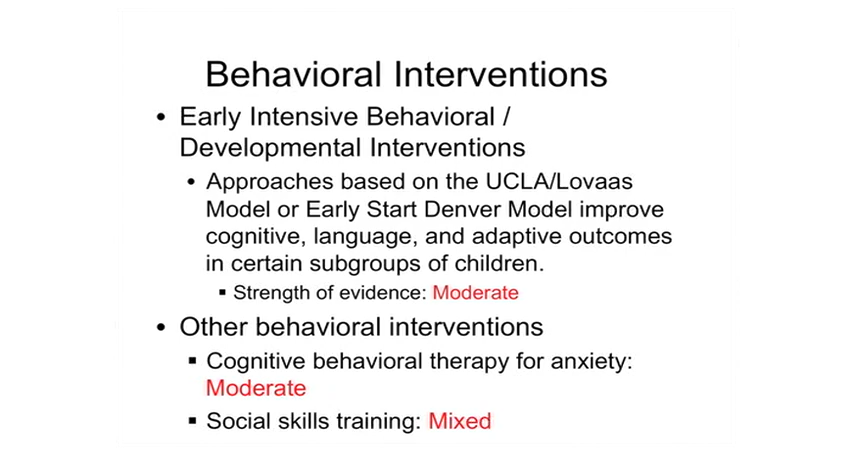 Behavioral Interventions
• Early Intensive Behavioral /
Developmental Interventions
• Approaches based on the UCLA/Lovaas
Model or Early Start Denver Model improve
cognitive, language, and adaptive outcomes
in certain subgroups of children.
▪ Strength of evidence: Moderate
• Other behavioral interventions
▪ Cognitive behavioral therapy for anxiety:
Moderate
▪ Social skills training: Mixed